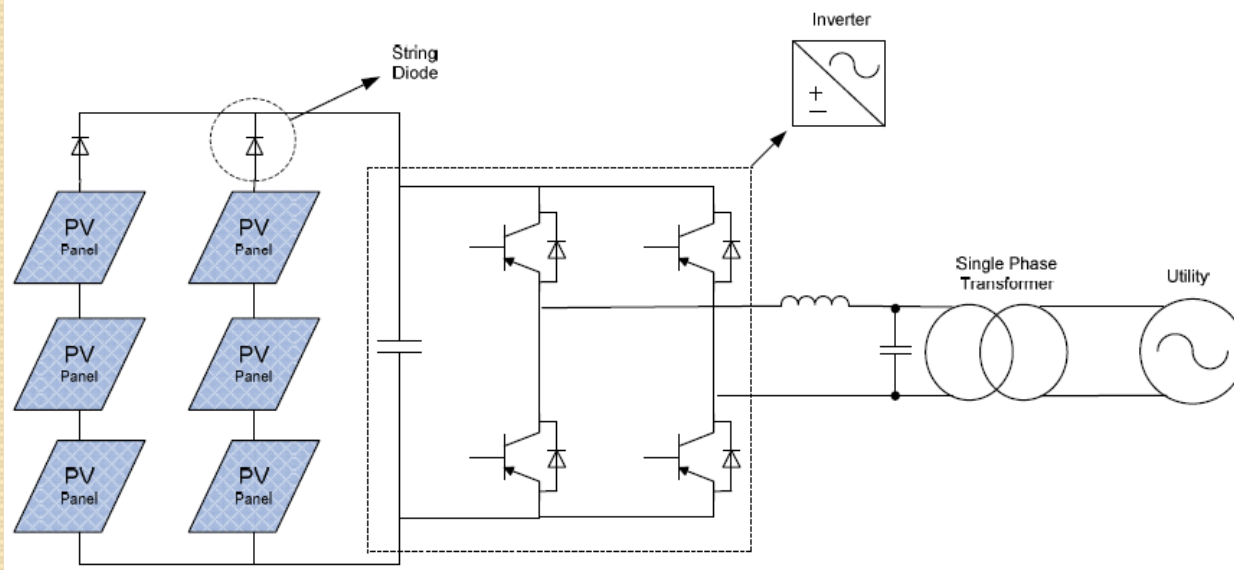 Inverter
String
Diode
+
−
PV
Panel
PV
Panel
PV
Panel
PV
Panel
PV
Panel
PV
Panel
Single Phase
Transformer
Utility